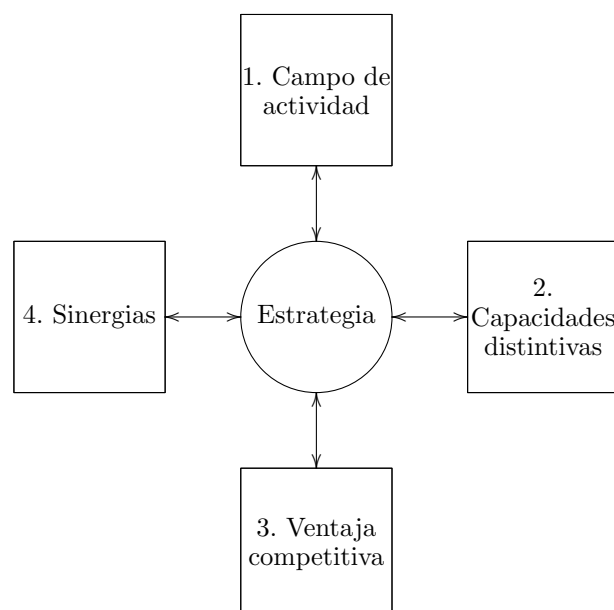 1. Campo de
actividad
4. Sinergias
Estrategia
2.
Capacidades
distintivas
3. Ventaja
competitiva